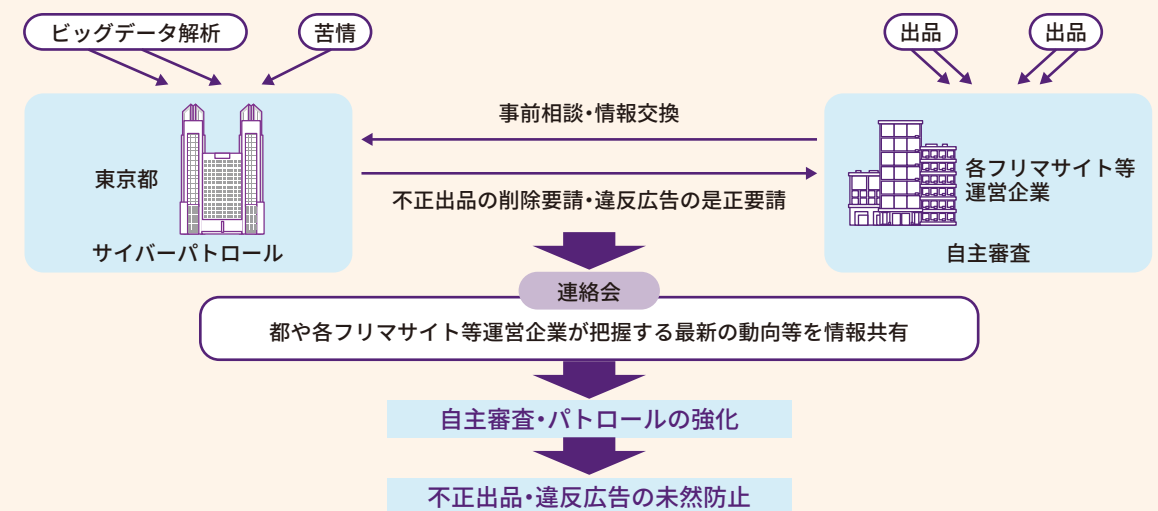 ビッグデータ解析
苦情
出品
出品
事前相談・情報交換
東京都
各フリマサイト等
運営企業
不正出品の削除要請・違反広告の是正要請
サイバーパトロール
自主審査
連絡会
都や各フリマサイト等運営企業が把握する最新の動向等を情報共有
自主審査・パトロールの強化
不正出品・違反広告の未然防止